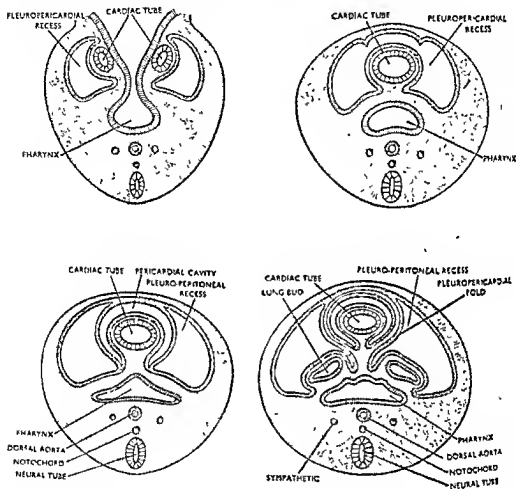 PLEUROPERICARDIAL
RECESS
CARDIAC TUBE
PHARYNX
CARDIAC TUBE
PLEUROPERICARDIAL
RECESS
PHARYNX
CARDIAC TUBE
PERICARDIAL CAVITY
PLEURO-PERITONEAL
RECESS
PHARYNX
DORSAL AORTA
NOTOCHORD
NEURAL TUBE
CARDIAC TUBE
LUNG BUD
PLEURO-PERITONEAL RECESS
PLEUROPERICARDIAL
FOLD
SYMPATHETIC
PHARYNX
DORSAL AORTA
NOTOCHORD
NEURAL TUBE